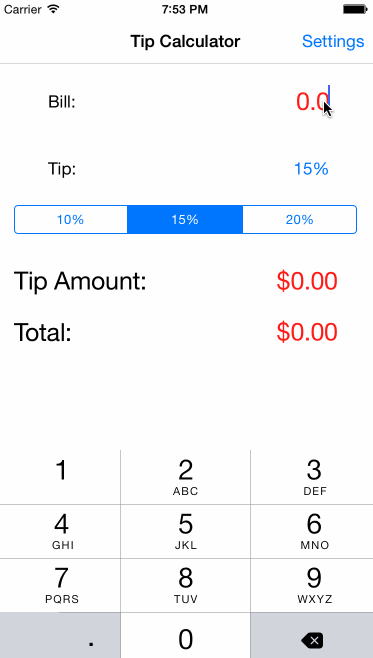 Carrier 7:53 PM
Tip Calculator Settings
Bill: 0.0
Tip: 15%
10% 15% 20%
Tip Amount: $0.00
Total: $0.00
1 2 3
ABC DEF
4 5 6
GHI JKL MNO
7 8 9
PQRS TUV WXYZ
. 0